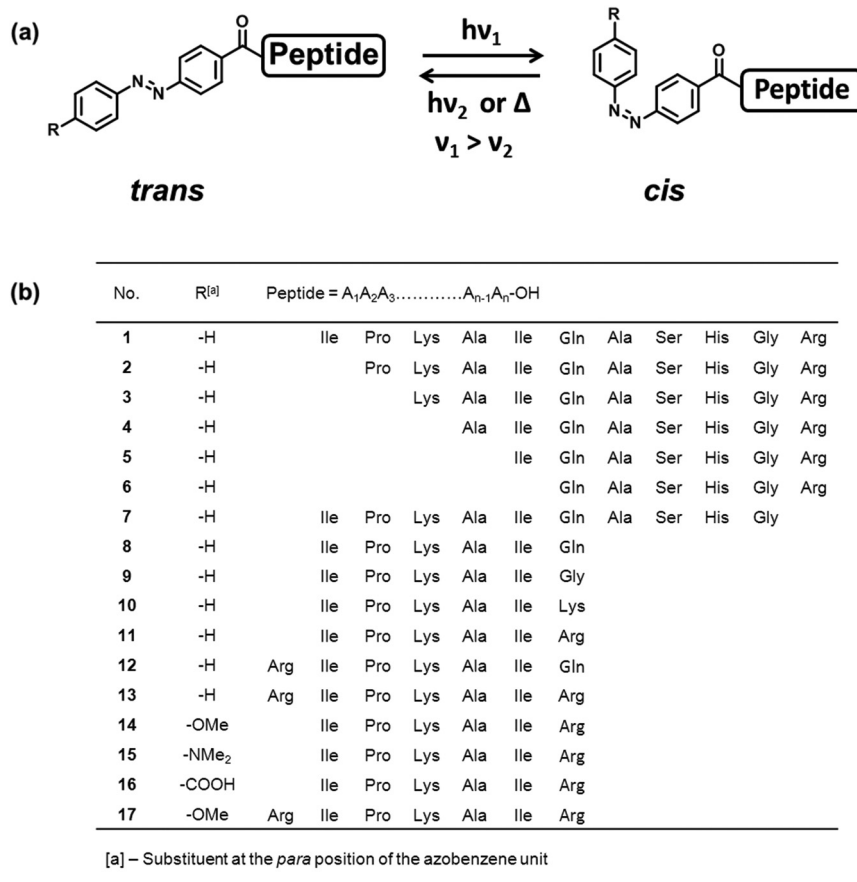 (a)
R
N=N
O
Peptide
hν₁
hν₂ or Δ
ν₁ > ν₂
R
N=N
O
Peptide
trans
cis
(b)
No. R[a] Peptide = A₁A₂A₃............Aₙ₋₁Aₙ-OH
1 -H Ile Pro Lys Ala Ile Gln Ala Ser His Gly Arg
2 -H Pro Lys Ala Ile Gln Ala Ser His Gly Arg
3 -H Lys Ala Ile Gln Ala Ser His Gly Arg
4 -H Ala Ile Gln Ala Ser His Gly Arg
5 -H Ile Gln Ala Ser His Gly Arg
6 -H Gln Ala Ser His Gly Arg
7 -H Ile Pro Lys Ala Ile Gln Ala Ser His Gly
8 -H Ile Pro Lys Ala Ile Gln
9 -H Ile Pro Lys Ala Ile Gly
10 -H Ile Pro Lys Ala Ile Lys
11 -H Ile Pro Lys Ala Ile Arg
12 -H Arg Ile Pro Lys Ala Ile Gln
13 -H Arg Ile Pro Lys Ala Ile Arg
14 -OMe Ile Pro Lys Ala Ile Arg
15 -NMe₂ Ile Pro Lys Ala Ile Arg
16 -COOH Ile Pro Lys Ala Ile Arg
17 -OMe Arg Ile Pro Lys Ala Ile Arg
[a] – Substituent at the para position of the azobenzene unit